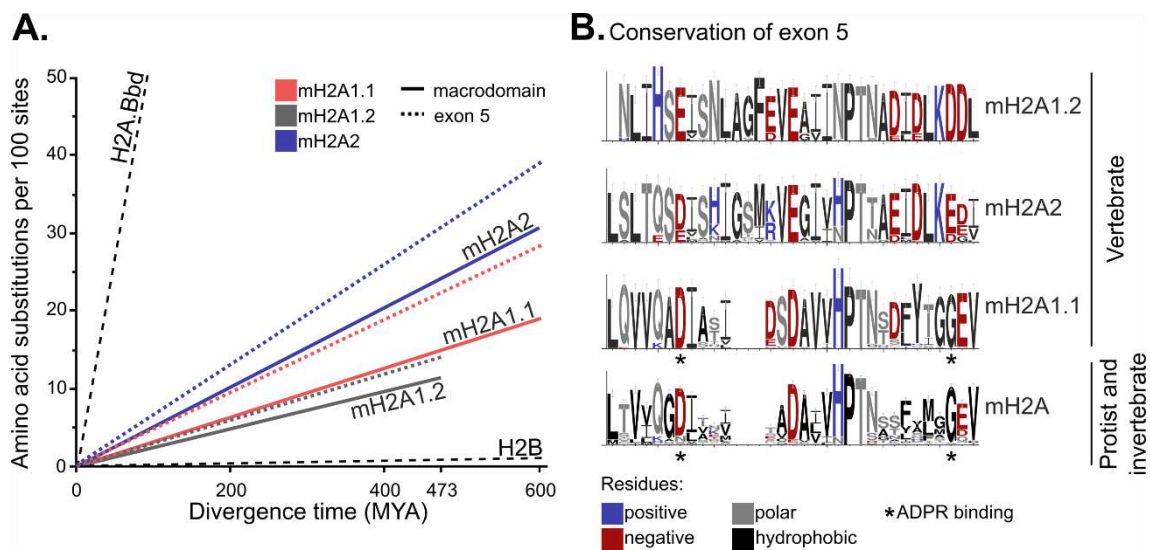 A.
Amino acid substitutions per 100 sites
50
40
30
20
10
0
0
200
400
473
600
Divergence time (MYA)
H2A.Bbd
mH2A1.1
mH2A1.2
mH2A2
macrodomain
exon 5
mH2A2
mH2A1.1
mH2A1.2
H2B
B. Conservation of exon 5
mH2A1.2
mH2A2
mH2A1.1
* *
mH2A
* *
Vertebrate
Protist and
invertebrate
Residues:
positive
polar
*ADPR binding
negative
hydrophobic